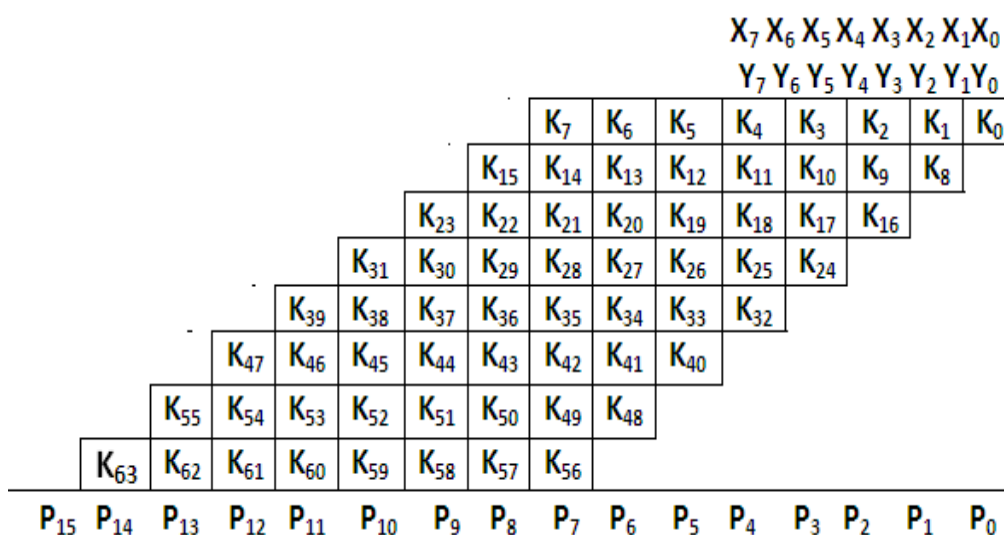 X₇ X₆ X₅ X₄ X₃ X₂ X₁X₀
Y₇ Y₆ Y₅ Y₄ Y₃ Y₂ Y₁Y₀
K₇ K₆ K₅ K₄ K₃ K₂ K₁ K₀
K₁₅ K₁₄ K₁₃ K₁₂ K₁₁ K₁₀ K₉ K₈
K₂₃ K₂₂ K₂₁ K₂₀ K₁₉ K₁₈ K₁₇ K₁₆
K₃₁ K₃₀ K₂₉ K₂₈ K₂₇ K₂₆ K₂₅ K₂₄
K₃₉ K₃₈ K₃₇ K₃₆ K₃₅ K₃₄ K₃₃ K₃₂
K₄₇ K₄₆ K₄₅ K₄₄ K₄₃ K₄₂ K₄₁ K₄₀
K₅₅ K₅₄ K₅₃ K₅₂ K₅₁ K₅₀ K₄₉ K₄₈
K₆₃ K₆₂ K₆₁ K₆₀ K₅₉ K₅₈ K₅₇ K₅₆
P₁₅ P₁₄ P₁₃ P₁₂ P₁₁ P₁₀ P₉ P₈ P₇ P₆ P₅ P₄ P₃ P₂ P₁ P₀